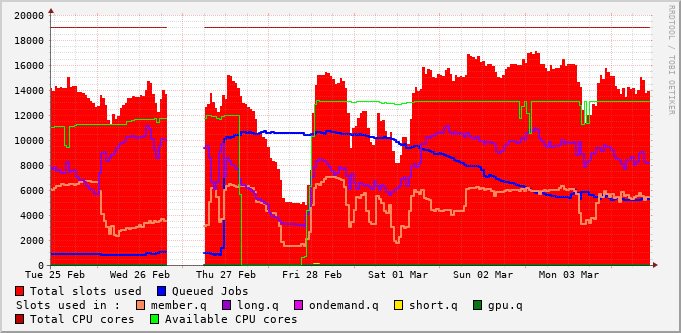 RRDTOOL / TOBI OETIKER
20000
18000
16000
14000
12000
10000
8000
6000
4000
2000
0
Tue 25 Feb Wed 26 Feb Thu 27 Feb Fri 28 Feb Sat 01 Mar Sun 02 Mar Mon 03 Mar
Total slots used Queued Jobs
Slots used in : member.q long.q ondemand.q short.q gpu.q
Total CPU cores Available CPU cores